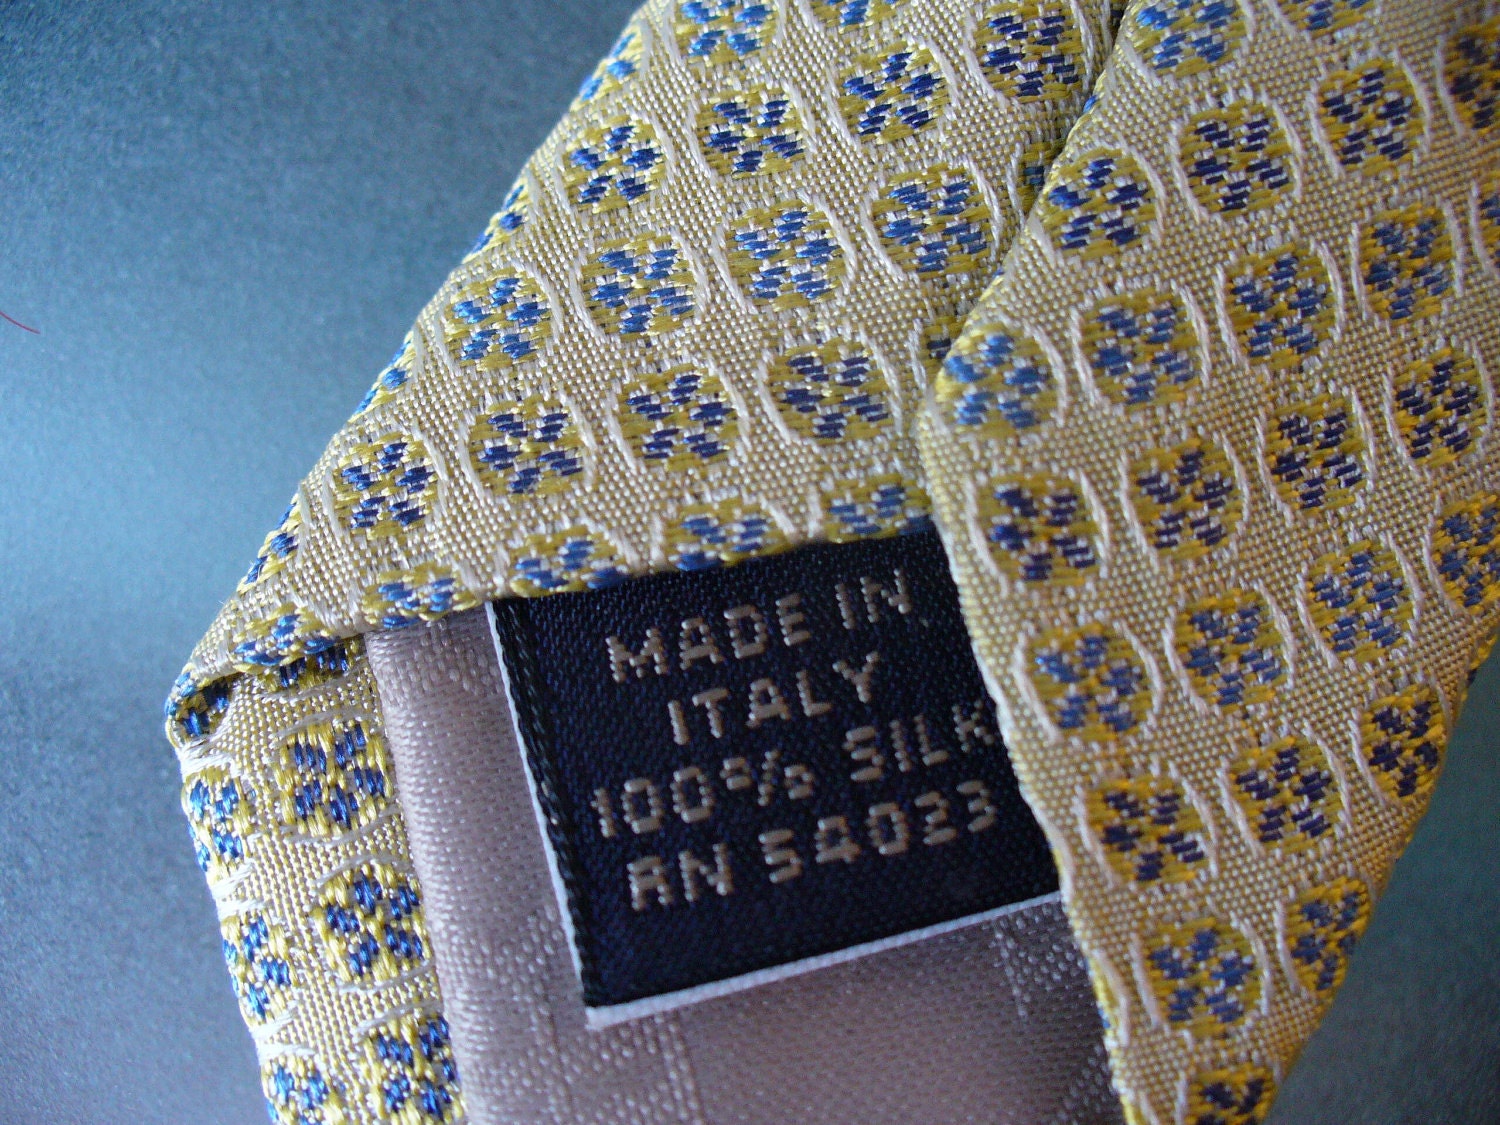 MADE IN
ITALY
100% SILK
RN 54023